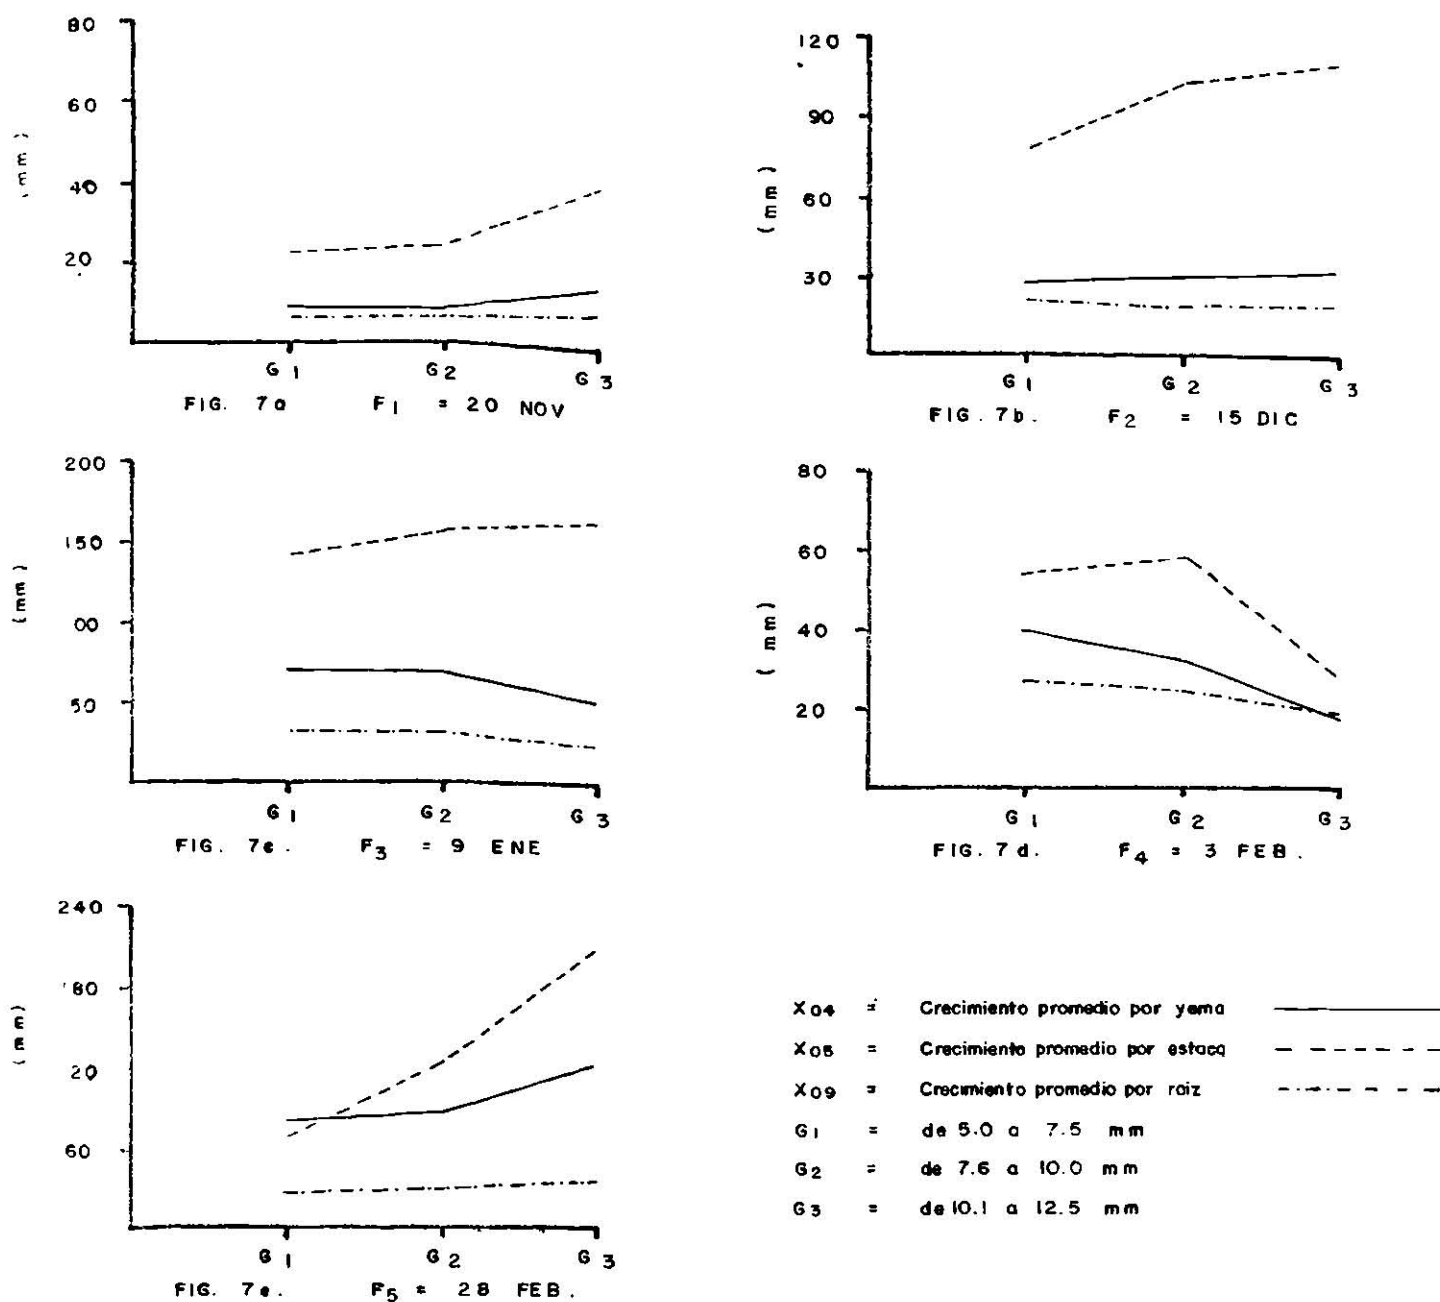 80
60
40
20
(mm)
G1 G2 G3
FIG. 7a F1 = 20 NOV
120
90
60
30
(mm)
G1 G2 G3
FIG. 7b. F2 = 15 DIC
200
150
00
50
(mm)
G1 G2 G3
FIG. 7c. F3 = 9 ENE
80
60
40
20
(mm)
G1 G2 G3
FIG. 7d. F4 = 3 FEB.
240
80
20
60
(mm)
G1 G2 G3
FIG. 7e. F5 = 28 FEB.
X04 = Crecimiento promedio por yema
X05 = Crecimiento promedio por estaca
X09 = Crecimiento promedio por raiz
G1 = de 5.0 a 7.5 mm
G2 = de 7.6 a 10.0 mm
G3 = de 10.1 a 12.5 mm